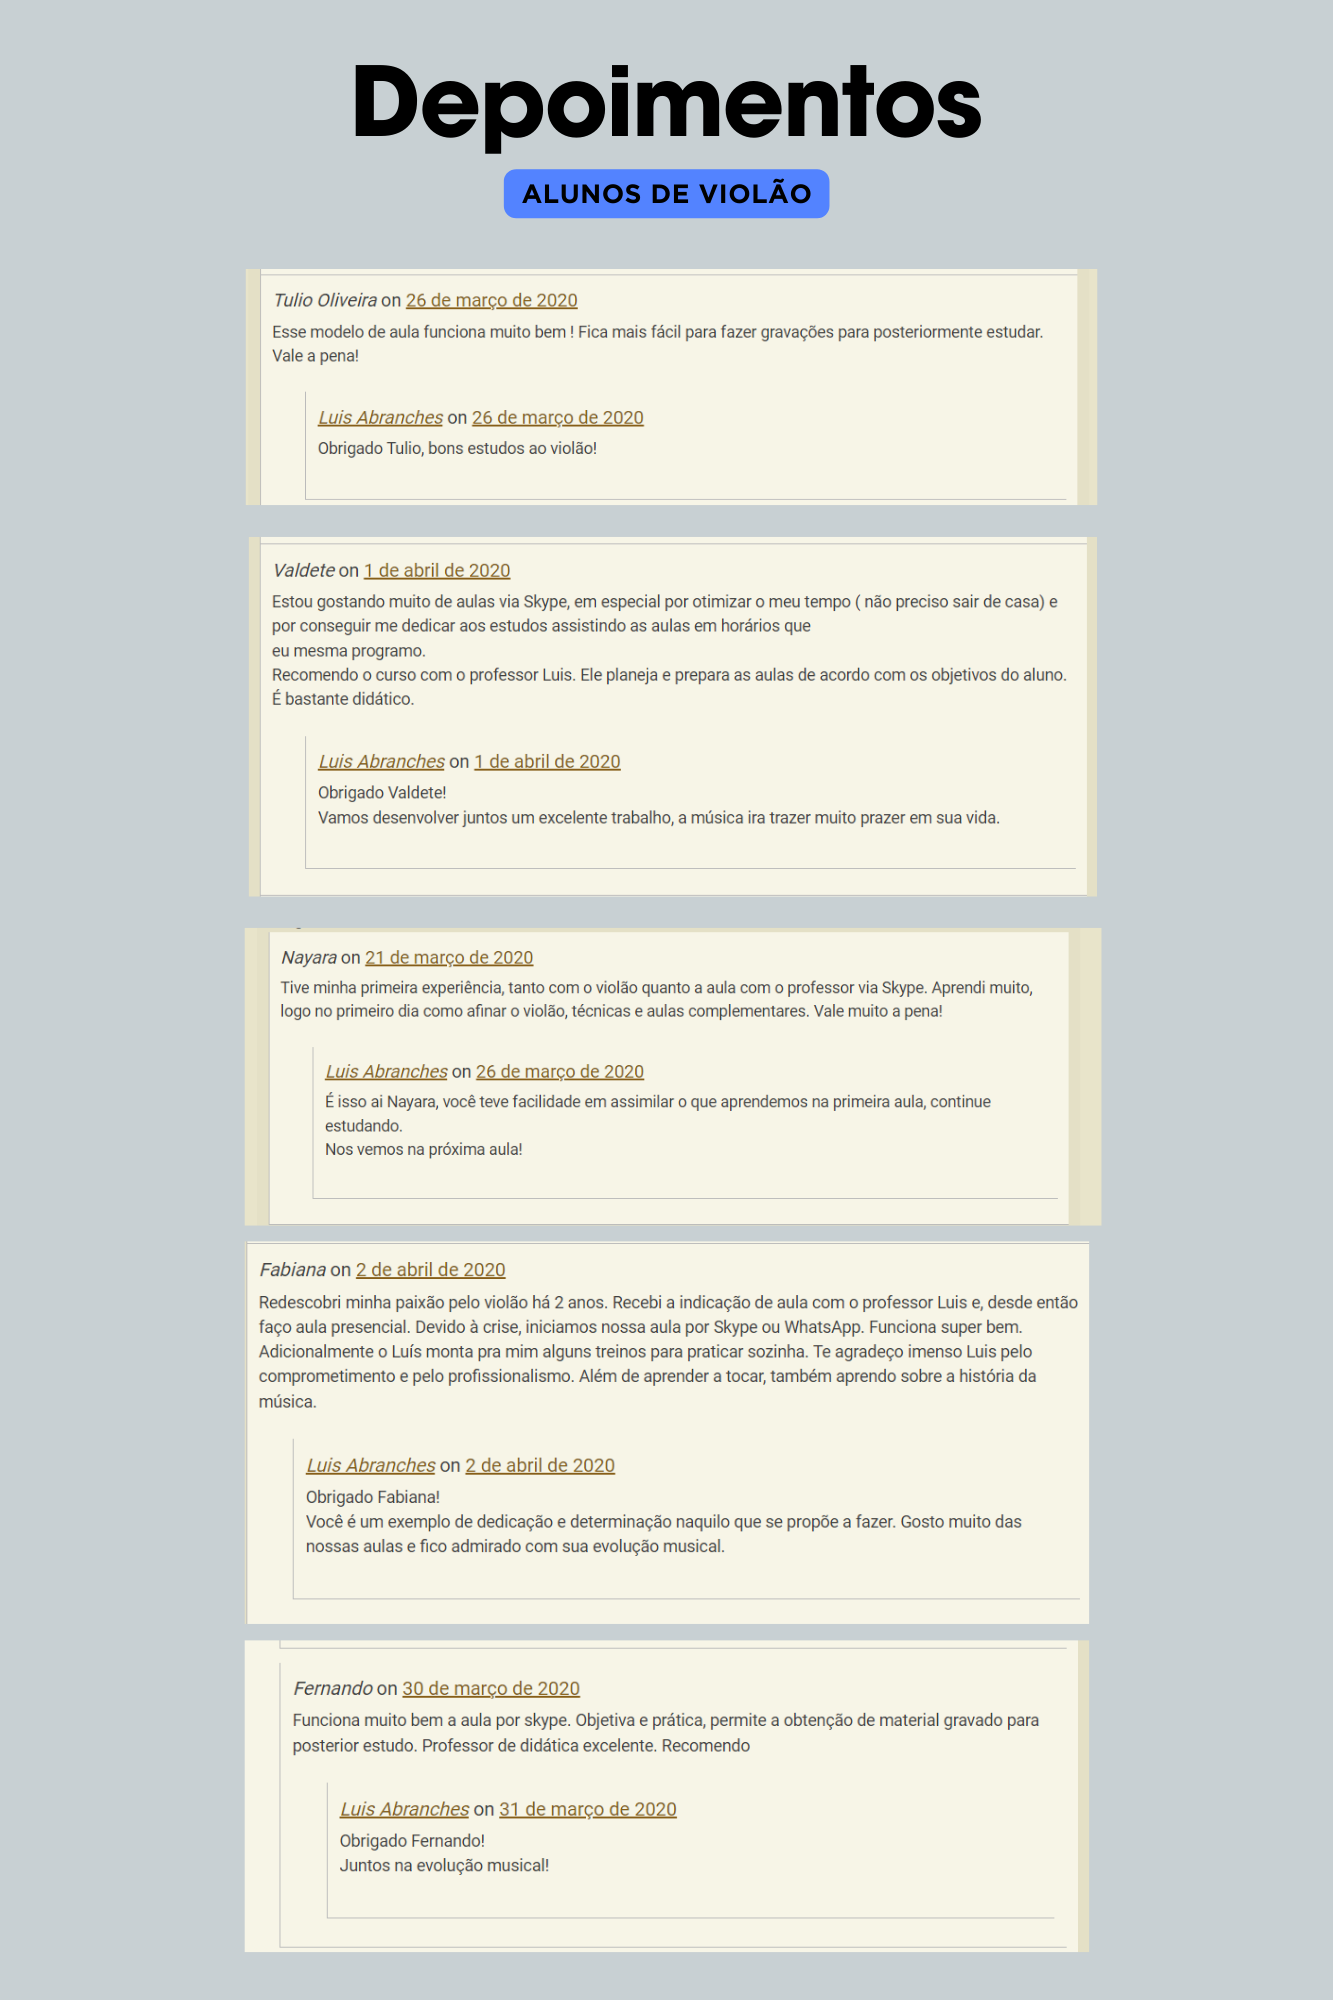 Depoimentos
ALUNOS DE VIOLÃO
Tulio Oliveira on 26 de março de 2020
Esse modelo de aula funciona muito bem ! Fica mais fácil para fazer gravações para posteriormente estudar.
Vale a pena!
Luis Abranches on 26 de março de 2020
Obrigado Tulio, bons estudos ao violão!
Valdete on 1 de abril de 2020
Estou gostando muito de aulas via Skype, em especial por otimizar o meu tempo ( não preciso sair de casa) e
por conseguir me dedicar aos estudos assistindo as aulas em horários que
eu mesma programo.
Recomendo o curso com o professor Luis. Ele planeja e prepara as aulas de acordo com os objetivos do aluno.
É bastante didático.
Luis Abranches on 1 de abril de 2020
Obrigado Valdete!
Vamos desenvolver juntos um excelente trabalho, a música ira trazer muito prazer em sua vida.
Nayara on 21 de março de 2020
Tive minha primeira experiência, tanto com o violão quanto a aula com o professor via Skype. Aprendi muito,
logo no primeiro dia como afinar o violão, técnicas e aulas complementares. Vale muito a pena!
Luis Abranches on 26 de março de 2020
É isso ai Nayara, você teve facilidade em assimilar o que aprendemos na primeira aula, continue
estudando.
Nos vemos na próxima aula!
Fabiana on 2 de abril de 2020
Redescobri minha paixão pelo violão há 2 anos. Recebi a indicação de aula com o professor Luis e, desde então
faço aula presencial. Devido à crise, iniciamos nossa aula por Skype ou WhatsApp. Funciona super bem.
Adicionalmente o Luís monta pra mim alguns treinos para praticar sozinha. Te agradeço imenso Luis pelo
comprometimento e pelo profissionalismo. Além de aprender a tocar, também aprendo sobre a história da
música.
Luis Abranches on 2 de abril de 2020
Obrigado Fabiana!
Você é um exemplo de dedicação e determinação naquilo que se propõe a fazer. Gosto muito das
nossas aulas e fico admirado com sua evolução musical.
Fernando on 30 de março de 2020
Funciona muito bem a aula por skype. Objetiva e prática, permite a obtenção de material gravado para
posterior estudo. Professor de didática excelente. Recomendo
Luis Abranches on 31 de março de 2020
Obrigado Fernando!
Juntos na evolução musical!